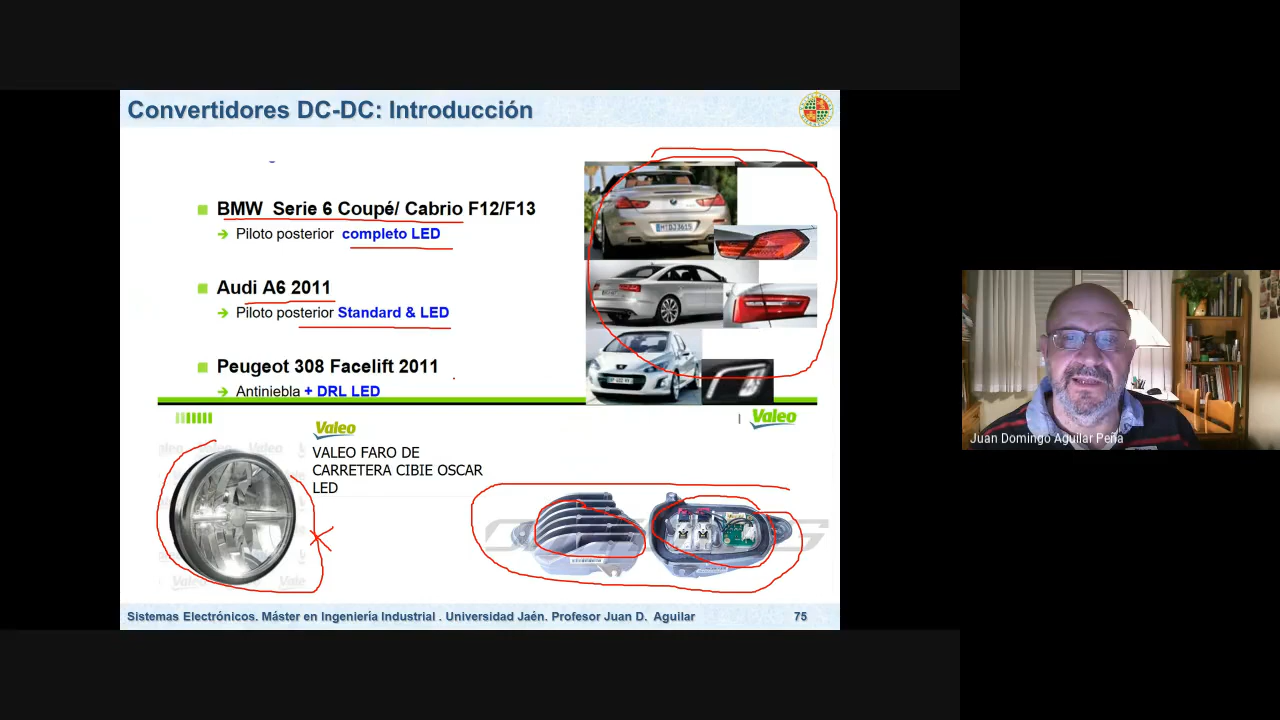 Convertidores DC-DC: Introducción
BMW Serie 6 Coupé/ Cabrio F12/F13
Piloto posterior completo LED
Audi A6 2011
Piloto posterior Standard & LED
Peugeot 308 Facelift 2011
Antiniebla + DRL LED
Valeo
Valeo
VALEO FARO DE
CARRETERA CIBIE OSCAR
LED
Sistemas Electrónicos. Máster en Ingeniería Industrial . Universidad Jaén. Profesor Juan D. Aguilar
75
Juan Domingo Aguilar Peña